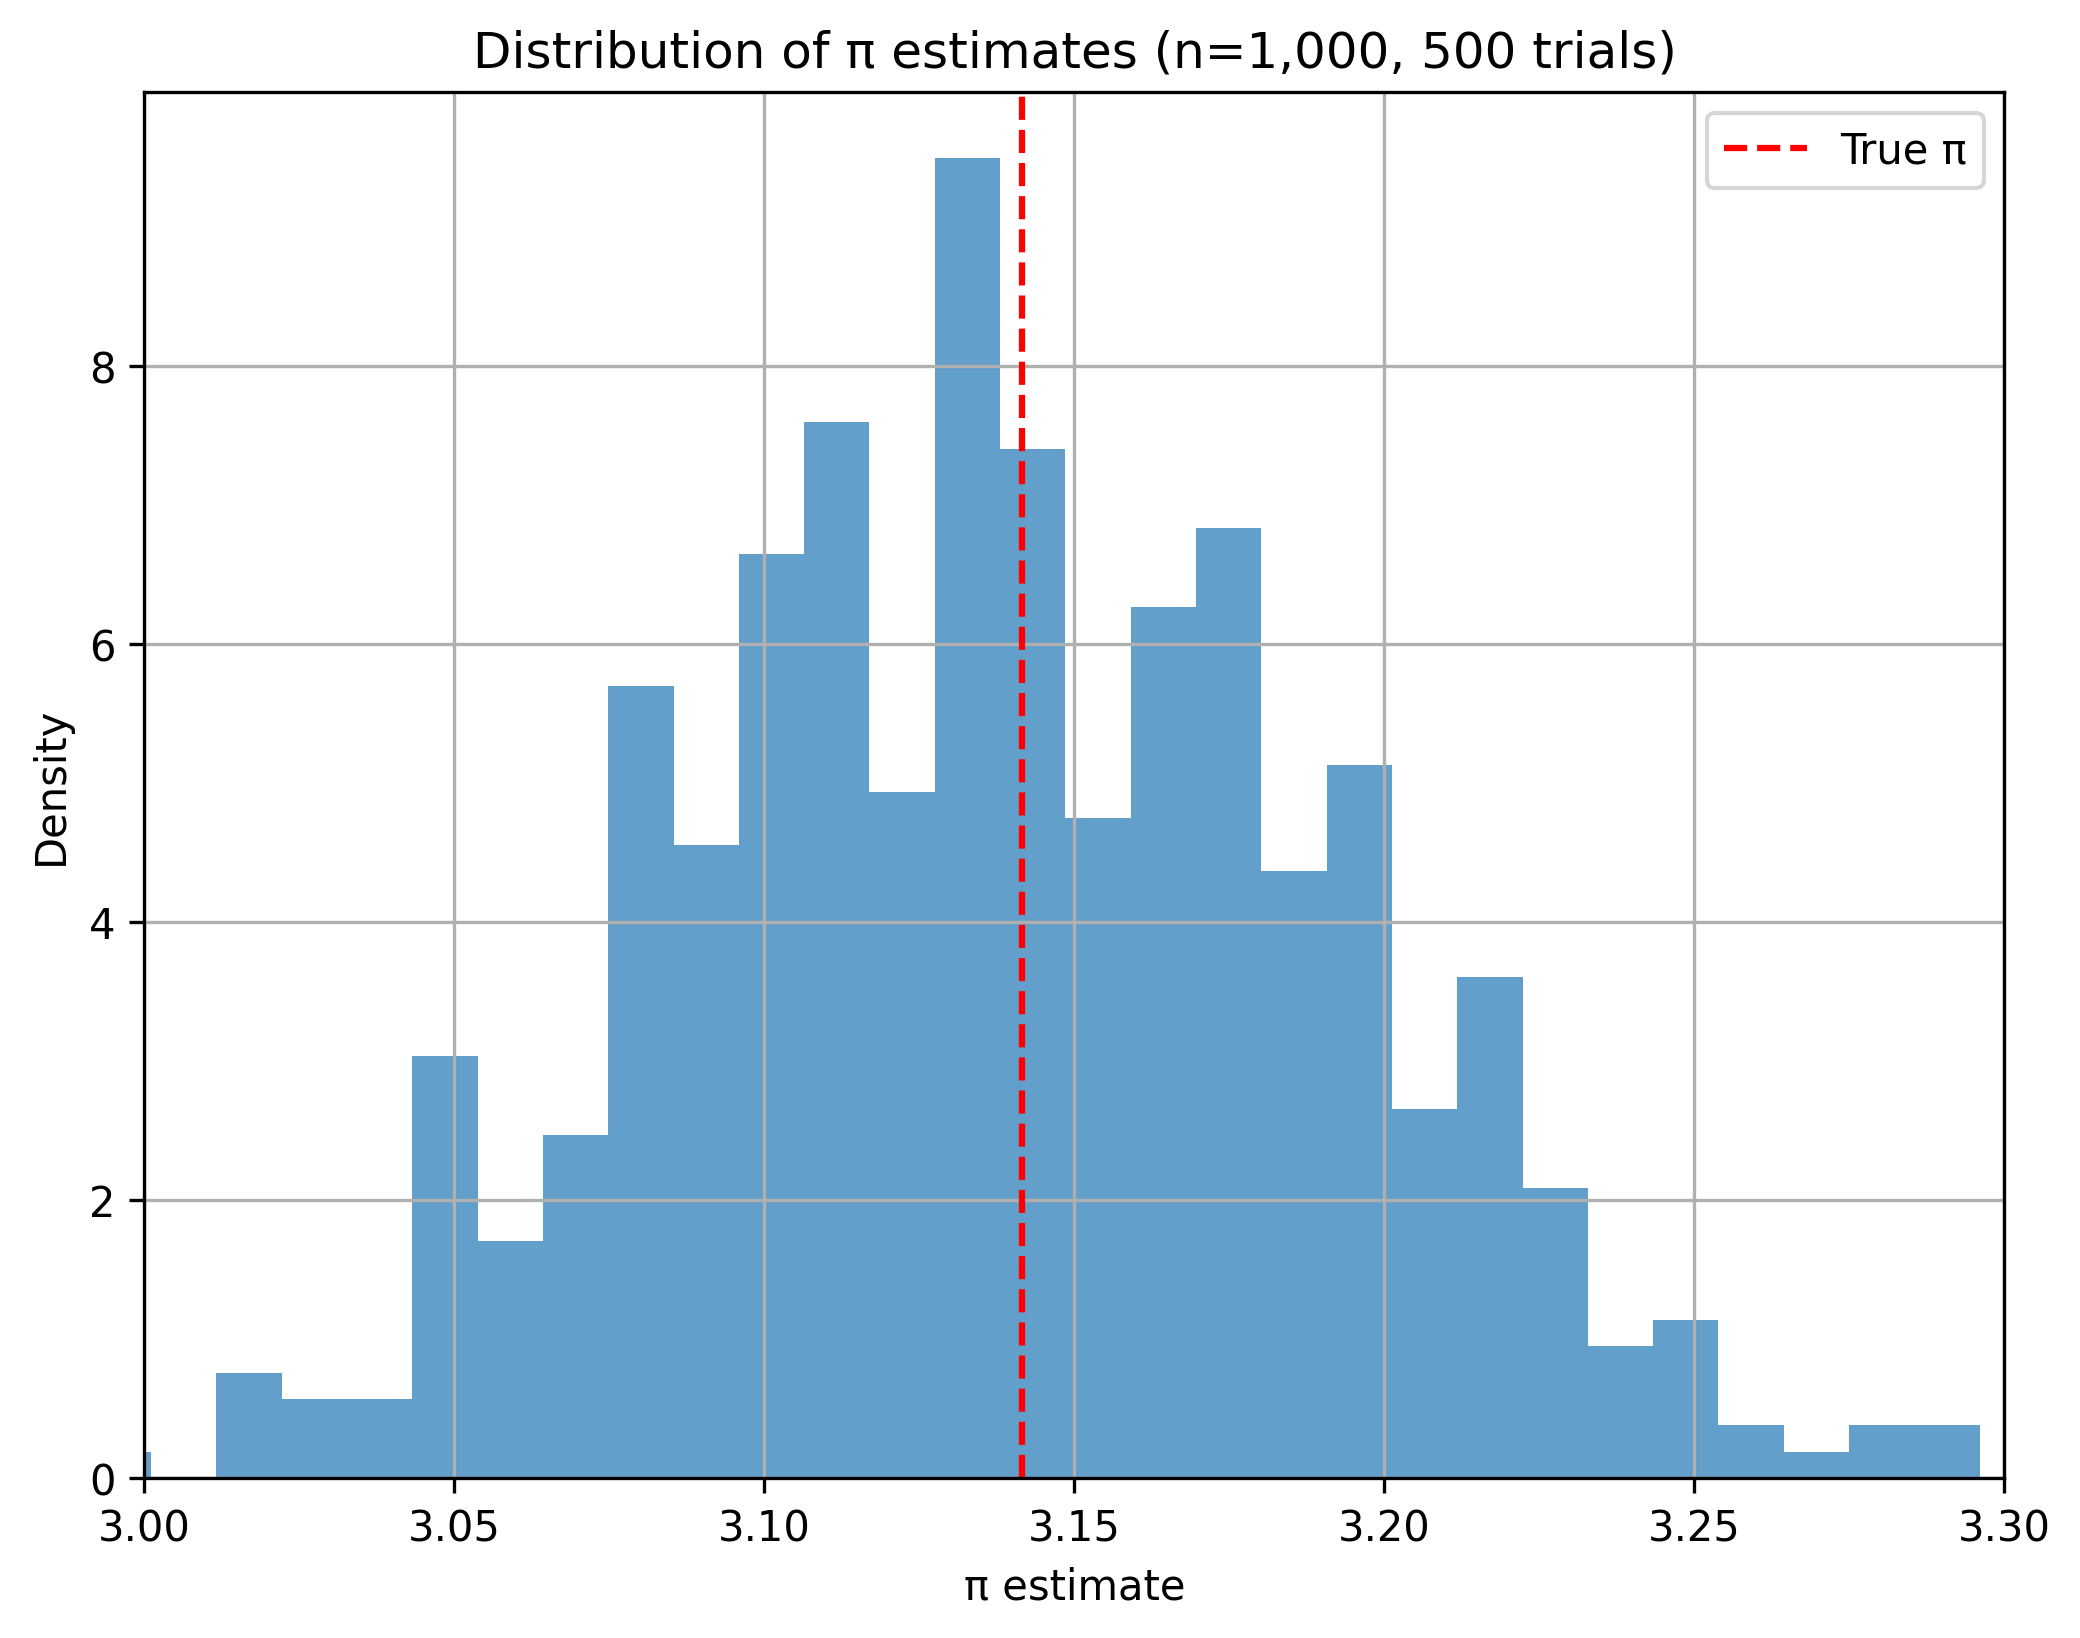 Distribution of π estimates (n=1,000, 500 trials)
True π
8
6
4
2
0
Density
3.00 3.05 3.10 3.15 3.20 3.25 3.30
π estimate